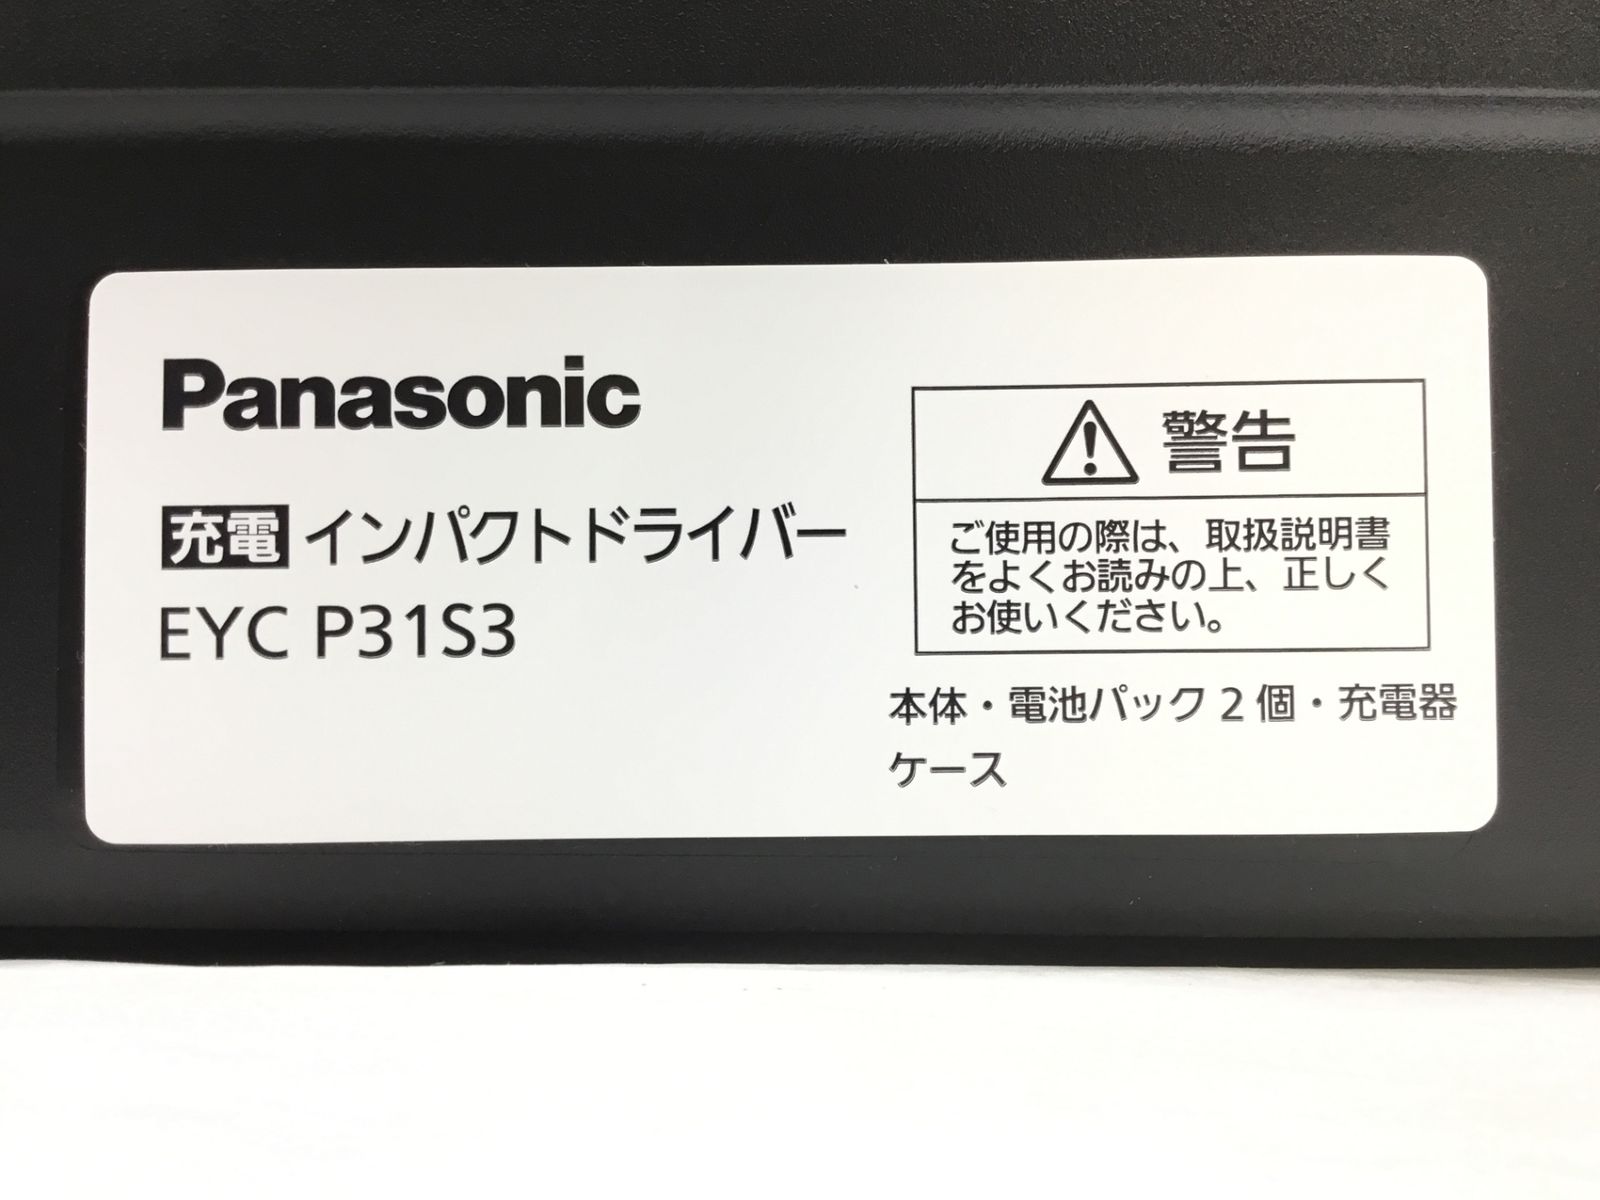 Panasonic
充電 インパクトドライバー
EYC P31S3
警告
ご使用の際は、取扱説明書
をよくお読みの上、正しく
お使いください。
本体・電池パック2個・充電器
ケース